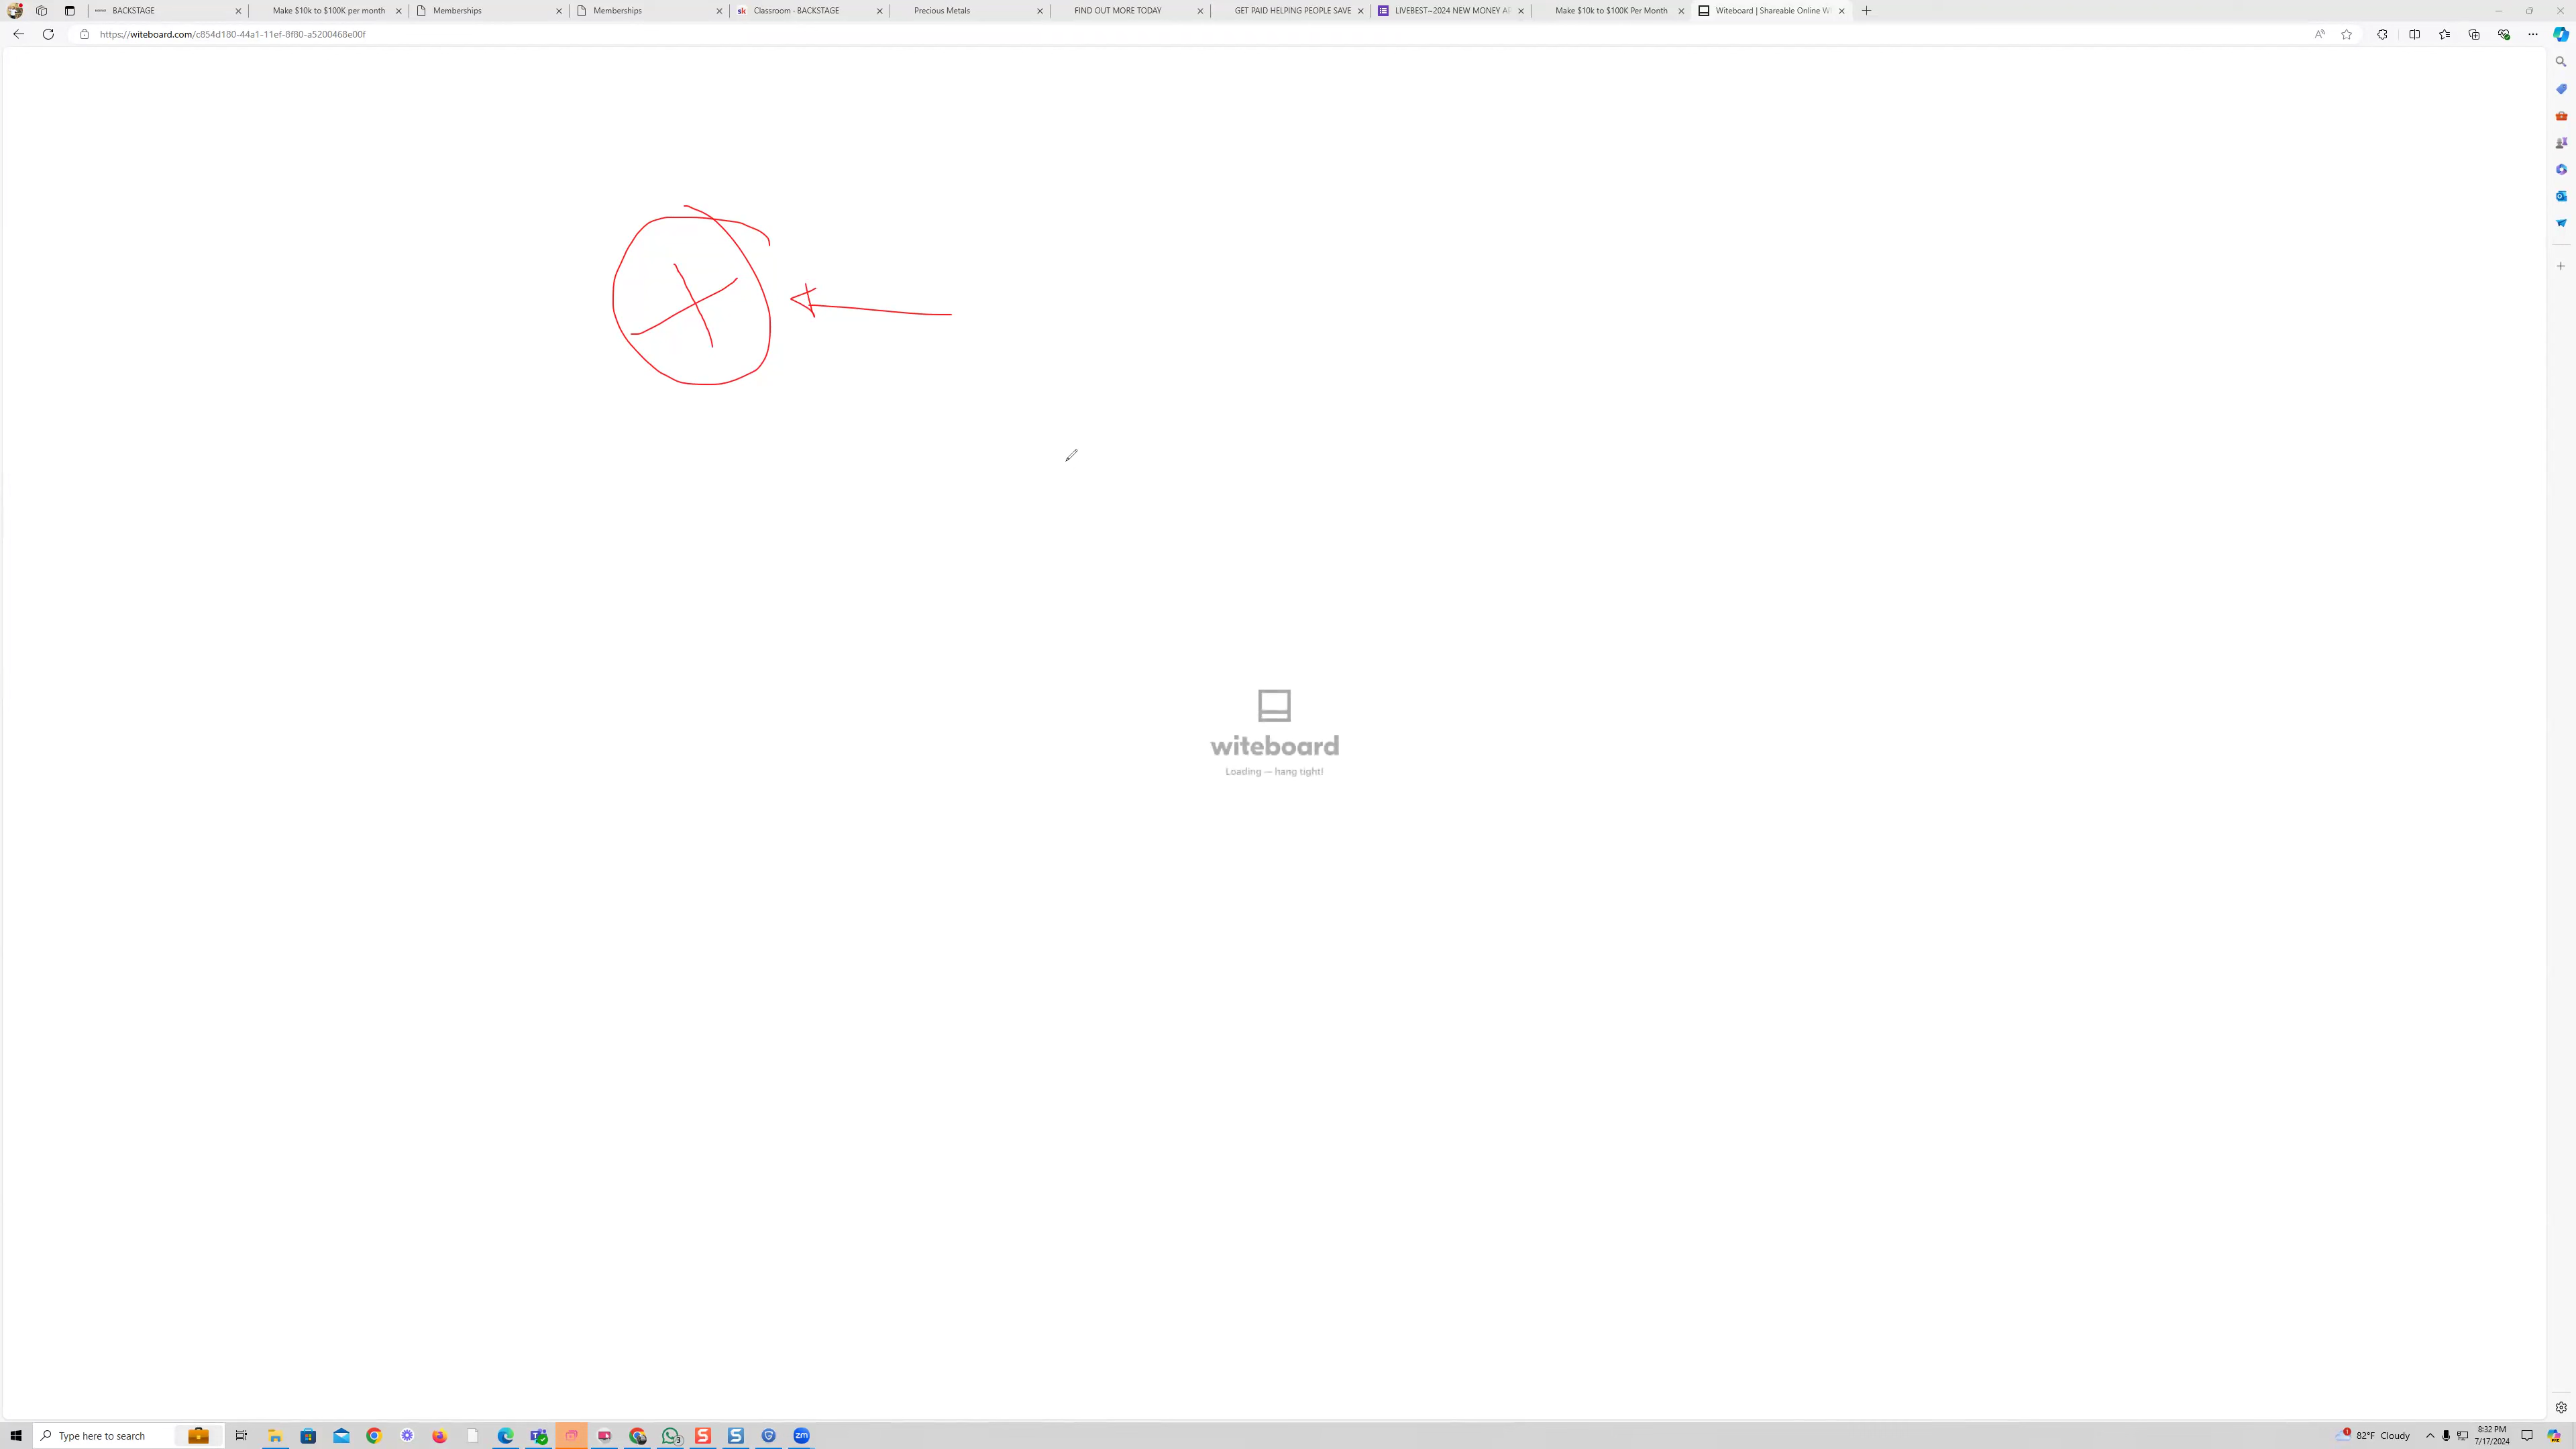 BACKSTAGE
Make $10k to $100K per month
Memberships
Memberships
sk Classroom - BACKSTAGE
Precious Metals
FIND OUT MORE TODAY
GET PAID HELPING PEOPLE SAVE
LIVEBEST~2024 NEW MONEY
Make $10k to $100K Per Month
Witeboard | Shareable Online W
https://witeboard.com/c854d180-44a1-11ef-8f80-a5200468e00f
witeboard
Loading — hang tight!
Type here to search
zm
82°F Cloudy
8:32 PM
7/17/2024